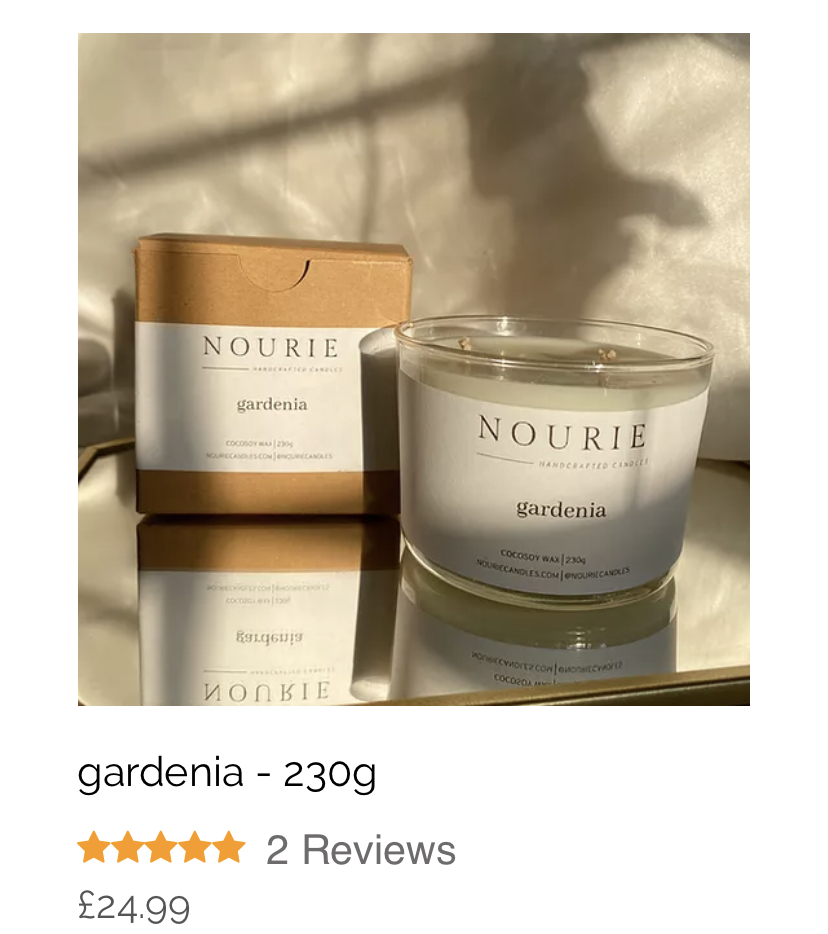 NOURIE
HANDCRAFTED CANDLES
gardenia
COCOSOY WAX | 230g
NOURIECANDLES.COM | @NOURIECANDLES
NOURIE
HANDCRAFTED CANDLES
gardenia
COCOSOY WAX | 230g
NOURIECANDLES.COM | @NOURIECANDLES
gardenia - 230g
2 Reviews
£24.99